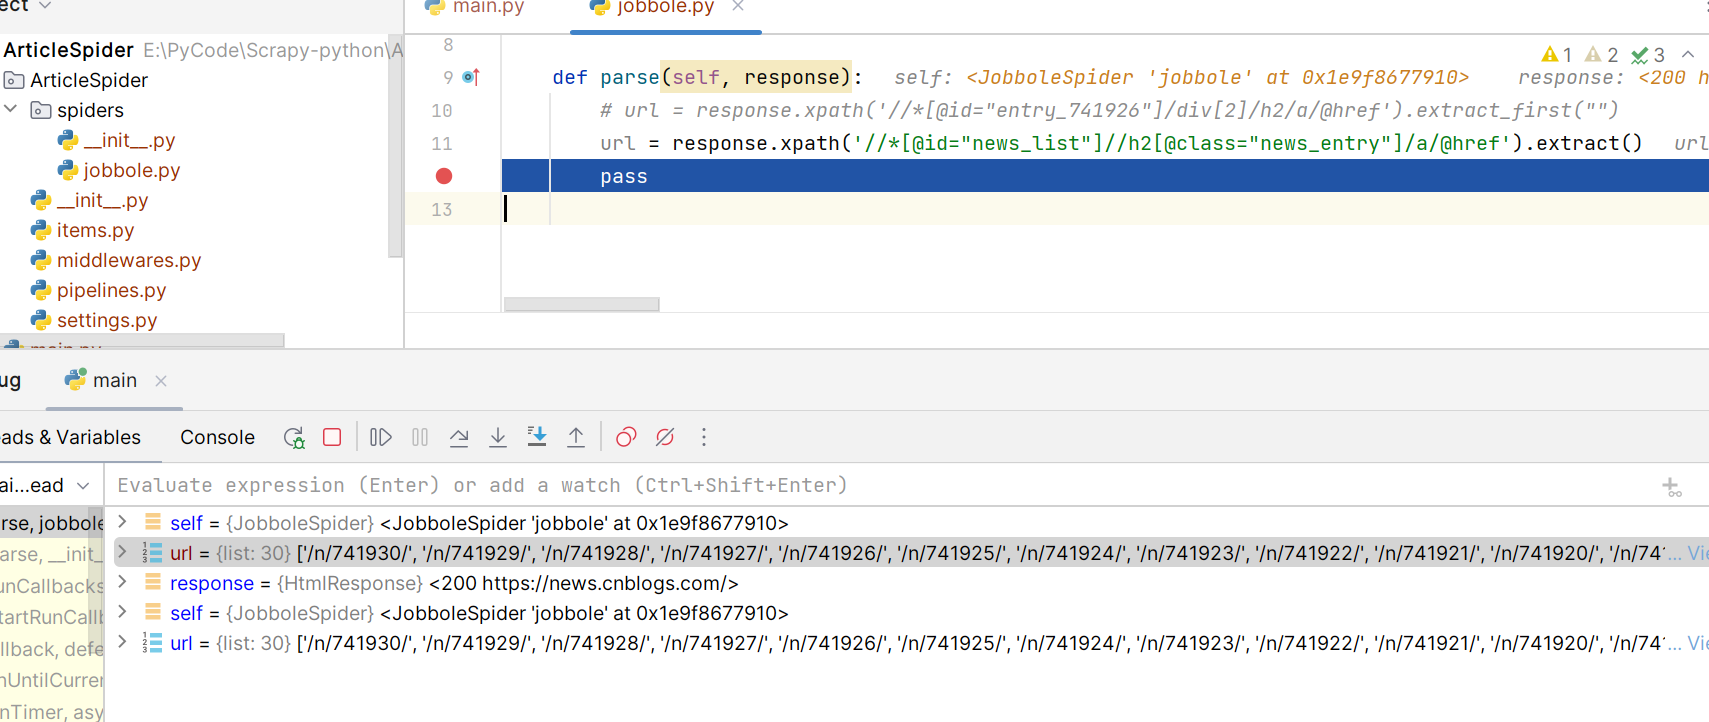 ect
main.py
jobbole.py
ArticleSpider E:\PyCode\Scrapy-python\A
ArticleSpider
spiders
__init__.py
jobbole.py
__init__.py
items.py
middlewares.py
pipelines.py
settings.py
main.py
8
1 2 3
9 def parse(self, response): self: <JobboleSpider 'jobbole' at 0x1e9f8677910> response: <200 h
10 # url = response.xpath('//*[@id="entry_741926"]/div[2]/h2/a/@href').extract_first("")
11 url = response.xpath('//*[@id="news_list"]//h2[@class="news_entry"]/a/@href').extract() url
pass
13
ug main
eads & Variables Console
ai...ead
Evaluate expression (Enter) or add a watch (Ctrl+Shift+Enter)
rse, jobbole
arse, __init_
unCallbacks
tartRunCall
llback, defe
nUntilCurrer
nTimer, asy
self = {JobboleSpider} <JobboleSpider 'jobbole' at 0x1e9f8677910>
url = {list: 30} ['/n/741930/', '/n/741929/', '/n/741928/', '/n/741927/', '/n/741926/', '/n/741925/', '/n/741924/', '/n/741923/', '/n/741922/', '/n/741921/', '/n/741920/', '/n/741'... Vie
response = {HtmlResponse} <200 https://news.cnblogs.com/>
self = {JobboleSpider} <JobboleSpider 'jobbole' at 0x1e9f8677910>
url = {list: 30} ['/n/741930/', '/n/741929/', '/n/741928/', '/n/741927/', '/n/741926/', '/n/741925/', '/n/741924/', '/n/741923/', '/n/741922/', '/n/741921/', '/n/741920/', '/n/741'... Vie